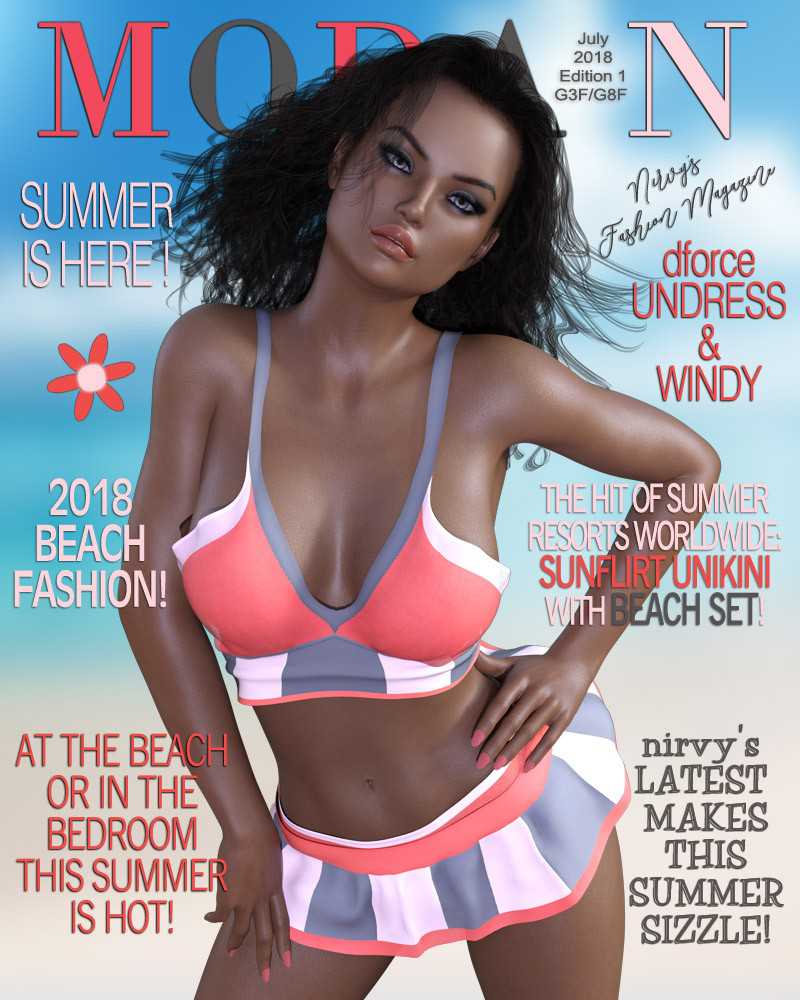 MODAN
July
2018
Edition 1
G3F/G8F
Nirvy's
Fashion Magazine
SUMMER
IS HERE !
dforce
UNDRESS
&
WINDY
2018
BEACH
FASHION!
THE HIT OF SUMMER
RESORTS WORLDWIDE:
SUNFLIRT UNIKINI
WITH BEACH SET!
AT THE BEACH
OR IN THE
BEDROOM
THIS SUMMER
IS HOT!
nirvy's
LATEST
MAKES
THIS
SUMMER
SIZZLE!